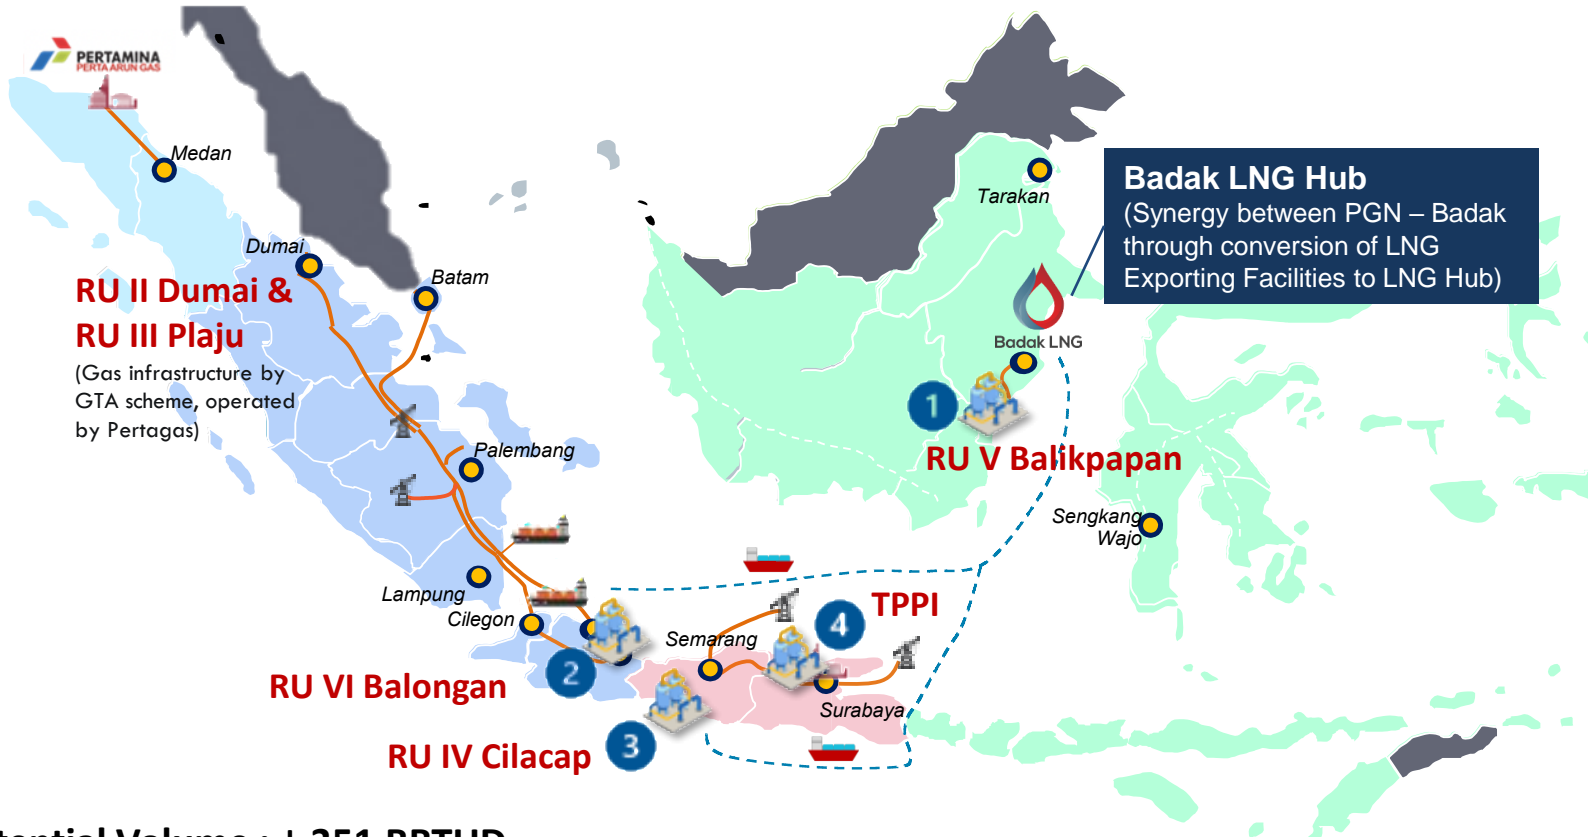 PERTAMINA
PERTA ARUN GAS
Medan
Dumai
Batam
RU II Dumai &
RU III Plaju
(Gas infrastructure by
GTA scheme, operated
by Pertagas)
Palembang
Lampung
Cilegon
Tarakan
Badak LNG Hub
(Synergy between PGN – Badak
through conversion of LNG
Exporting Facilities to LNG Hub)
Badak LNG
1
RU V Balikpapan
Sengkang
Wajo
TPPI
4
Semarang
2
RU VI Balongan
Surabaya
3
RU IV Cilacap
Volume : ± 251 BBTUD